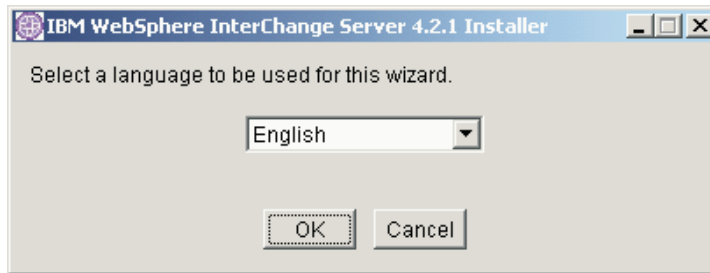 IBM WebSphere InterChange Server 4.2.1 Installer
Select a language to be used for this wizard.
English
OK Cancel